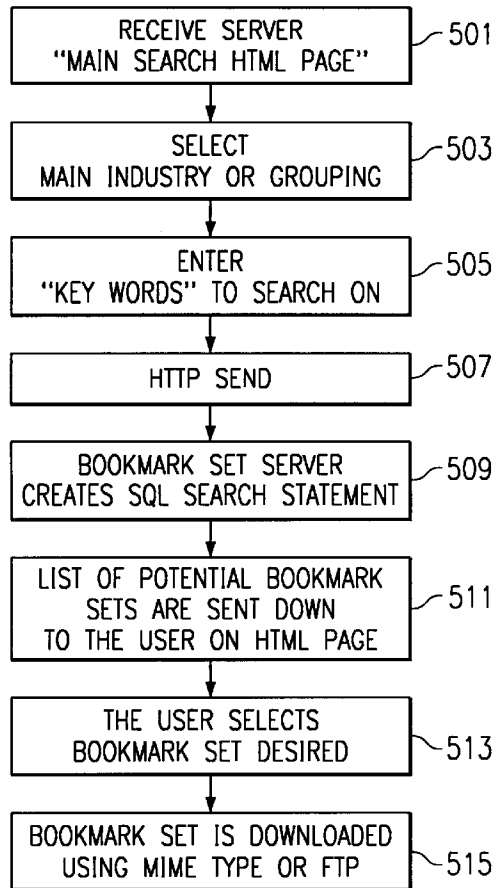 RECEIVE SERVER
"MAIN SEARCH HTML PAGE"
501
SELECT
MAIN INDUSTRY OR GROUPING
503
ENTER
"KEY WORDS" TO SEARCH ON
505
HTTP SEND
507
BOOKMARK SET SERVER
CREATES SQL SEARCH STATEMENT
509
LIST OF POTENTIAL BOOKMARK
SETS ARE SENT DOWN
TO THE USER ON HTML PAGE
511
THE USER SELECTS
BOOKMARK SET DESIRED
513
BOOKMARK SET IS DOWNLOADED
USING MIME TYPE OR FTP
515